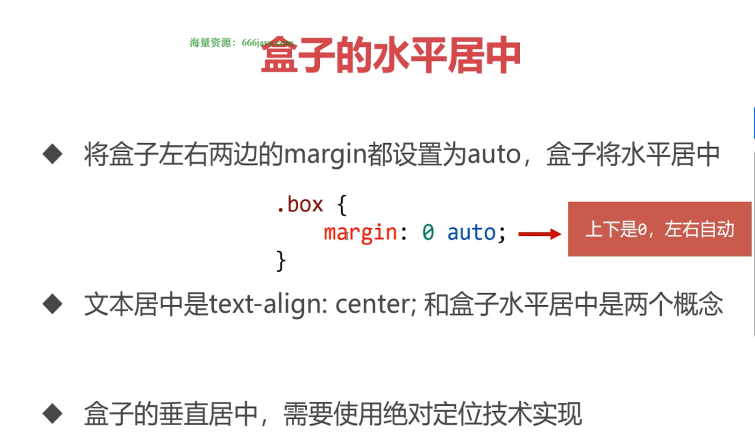 海量资源：666java.com
盒子的水平居中
◆ 将盒子左右两边的margin都设置为auto，盒子将水平居中
.box {
margin: 0 auto;
上下是0，左右自动
}
◆ 文本居中是text-align: center; 和盒子水平居中是两个概念
◆ 盒子的垂直居中，需要使用绝对定位技术实现